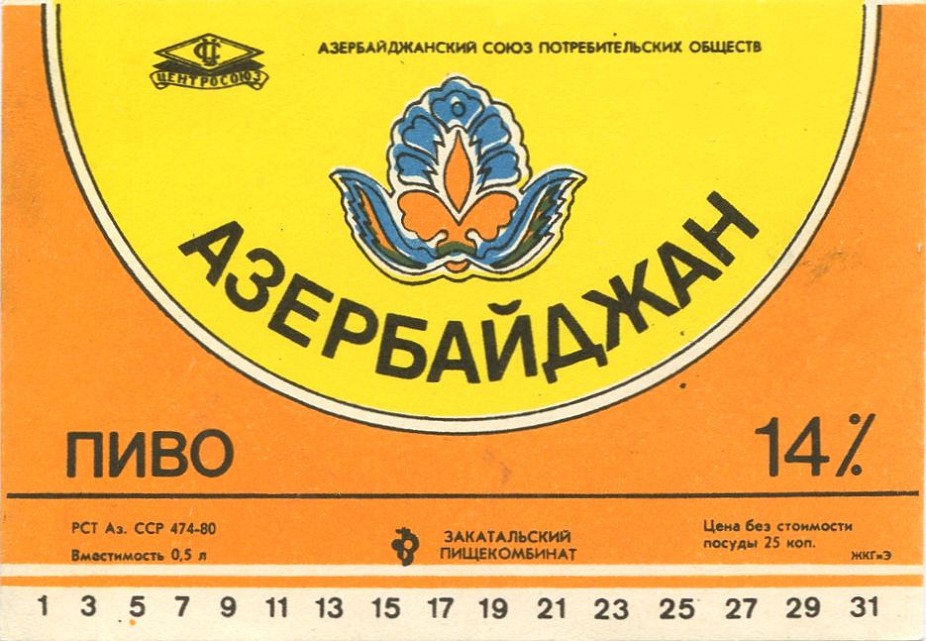 АЗЕРБАЙДЖАНСКИЙ СОЮЗ ПОТРЕБИТЕЛЬСКИХ ОБЩЕСТВ
ЦЕНТРОСОЮЗ
АЗЕРБАЙДЖАН
ПИВО
14%
РСТ Аз. ССР 474-80
Вместимость 0,5 л
ЗАКАТАЛЬСКИЙ
ПИЩЕКОМБИНАТ
Цена без стоимости
посуды 25 коп.
ЖКГиЭ
1 3 5 7 9 11 13 15 17 19 21 23 25 27 29 31